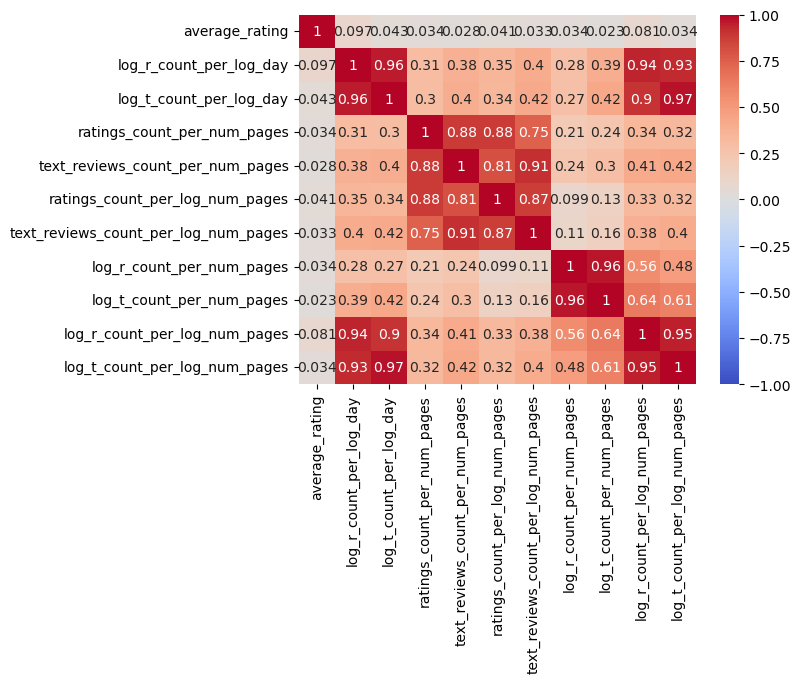 average_rating 1 0.097 0.043 0.034 0.028 0.041 0.033 0.034 0.023 0.081 0.034
log_r_count_per_log_day 0.097 1 0.96 0.31 0.38 0.35 0.4 0.28 0.39 0.94 0.93
log_t_count_per_log_day 0.043 0.96 1 0.3 0.4 0.34 0.42 0.27 0.42 0.9 0.97
ratings_count_per_num_pages 0.034 0.31 0.3 1 0.88 0.88 0.75 0.21 0.24 0.34 0.32
text_reviews_count_per_num_pages 0.028 0.38 0.4 0.88 1 0.81 0.91 0.24 0.3 0.41 0.42
ratings_count_per_log_num_pages 0.041 0.35 0.34 0.88 0.81 1 0.87 0.099 0.13 0.33 0.32
text_reviews_count_per_log_num_pages 0.033 0.4 0.42 0.75 0.91 0.87 1 0.11 0.16 0.38 0.4
log_r_count_per_num_pages 0.034 0.28 0.27 0.21 0.24 0.099 0.11 1 0.96 0.56 0.48
log_t_count_per_num_pages 0.023 0.39 0.42 0.24 0.3 0.13 0.16 0.96 1 0.64 0.61
log_r_count_per_log_num_pages 0.081 0.94 0.9 0.34 0.41 0.33 0.38 0.56 0.64 1 0.95
log_t_count_per_log_num_pages 0.034 0.93 0.97 0.32 0.42 0.32 0.4 0.48 0.61 0.95 1
average_rating
log_r_count_per_log_day
log_t_count_per_log_day
ratings_count_per_num_pages
text_reviews_count_per_num_pages
ratings_count_per_log_num_pages
text_reviews_count_per_log_num_pages
log_r_count_per_num_pages
log_t_count_per_num_pages
log_r_count_per_log_num_pages
log_t_count_per_log_num_pages
1.00
0.75
0.50
0.25
0.00
−0.25
−0.50
−0.75
−1.00